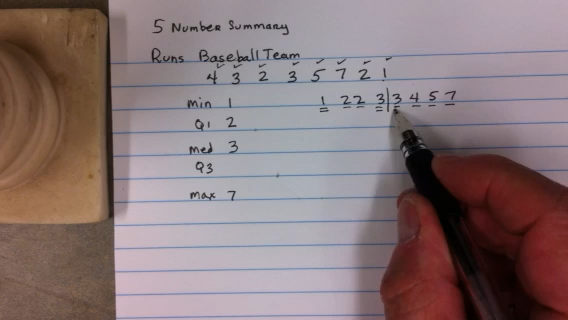 5 Number Summary
Runs Baseball Team
4 3 2 3 5 7 2 1
min 1
1 2 2 3 | 3 4 5 7
Q1 2
med 3
Q3
max 7